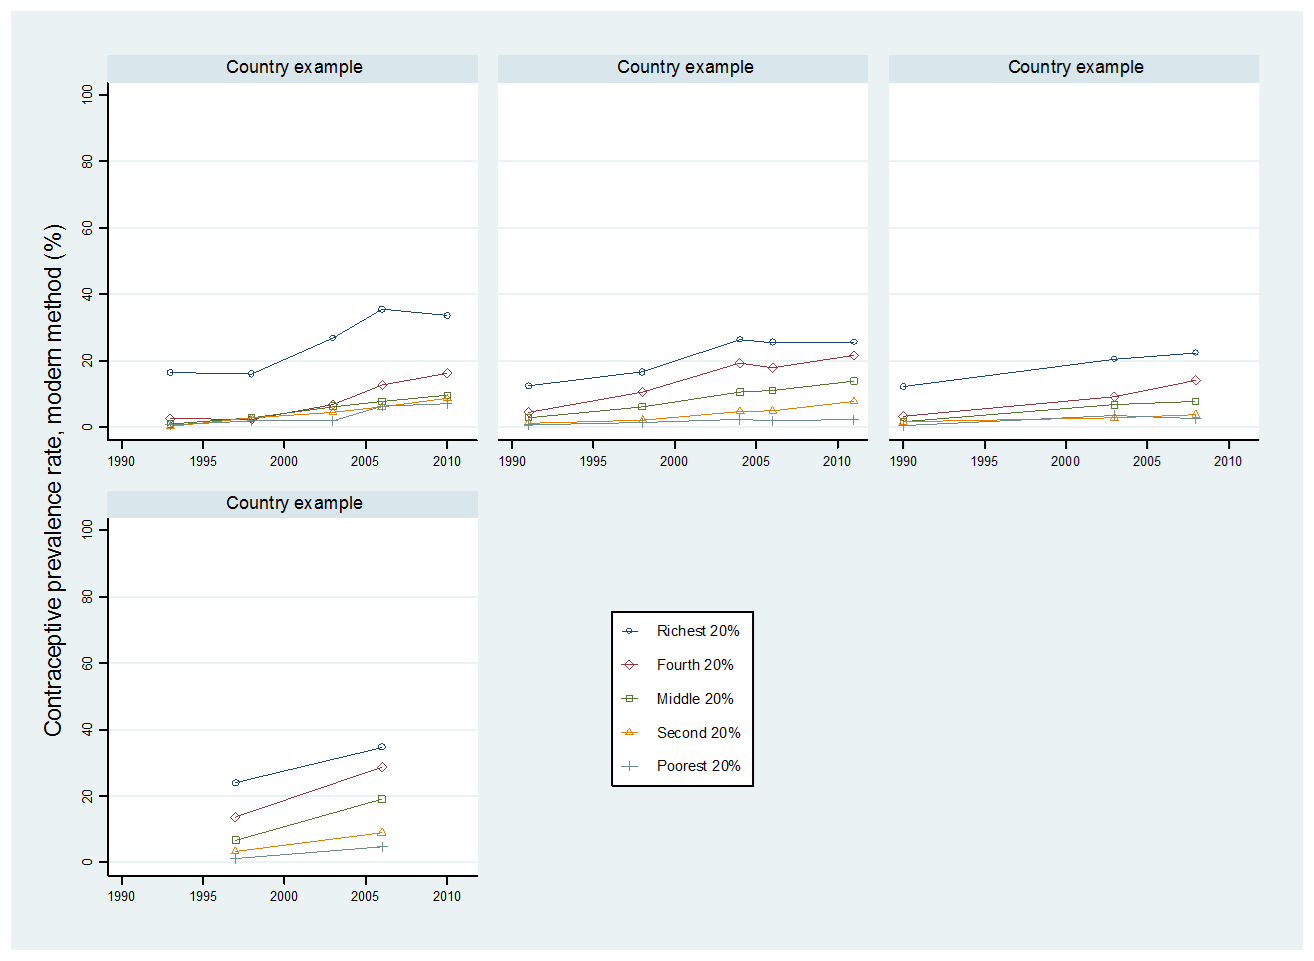 Country example
Country example
Country example
Contraceptive prevalence rate, modern method (%)
100
80
60
40
20
0
1990 1995 2000 2005 2010
1990 1995 2000 2005 2010
1990 1995 2000 2005 2010
Country example
100
80
60
40
20
0
1990 1995 2000 2005 2010
Richest 20%
Fourth 20%
Middle 20%
Second 20%
Poorest 20%